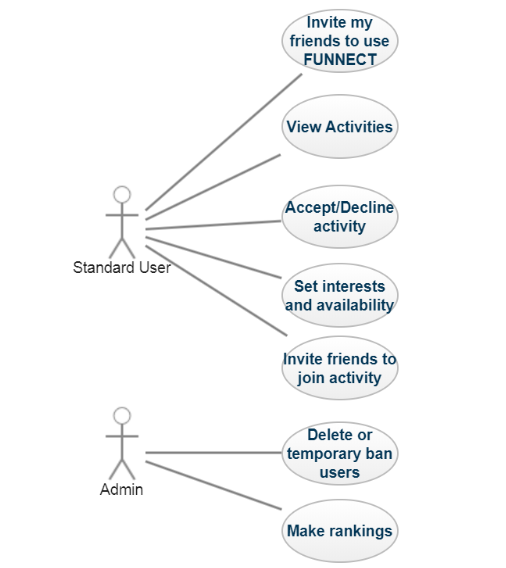 Invite my
friends to use
FUNNECT
View Activities
Accept/Decline
activity
Standard User
Set interests
and availability
Invite friends to
join activity
Delete or
temporary ban
users
Admin
Make rankings